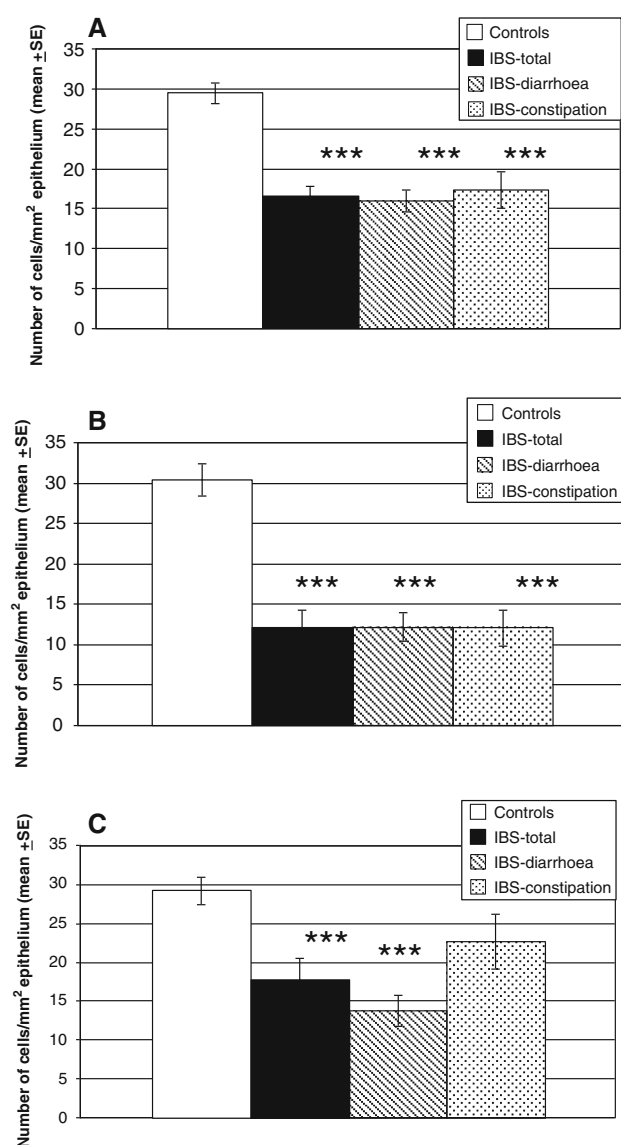 A
Number of cells/mm² epithelium (mean ±SE)
Controls
IBS-total
IBS-diarrhoea
IBS-constipation
35
30
25
20
15
10
5
0
*** *** ***
B
Number of cells/mm² epithelium (mean ±SE)
Controls
IBS-total
IBS-diarrhoea
IBS-constipation
35
30
25
20
15
10
5
0
*** *** ***
C
Number of cells/mm² epithelium (mean ±SE)
Controls
IBS-total
IBS-diarrhoea
IBS-constipation
35
30
25
20
15
10
5
0
*** ***